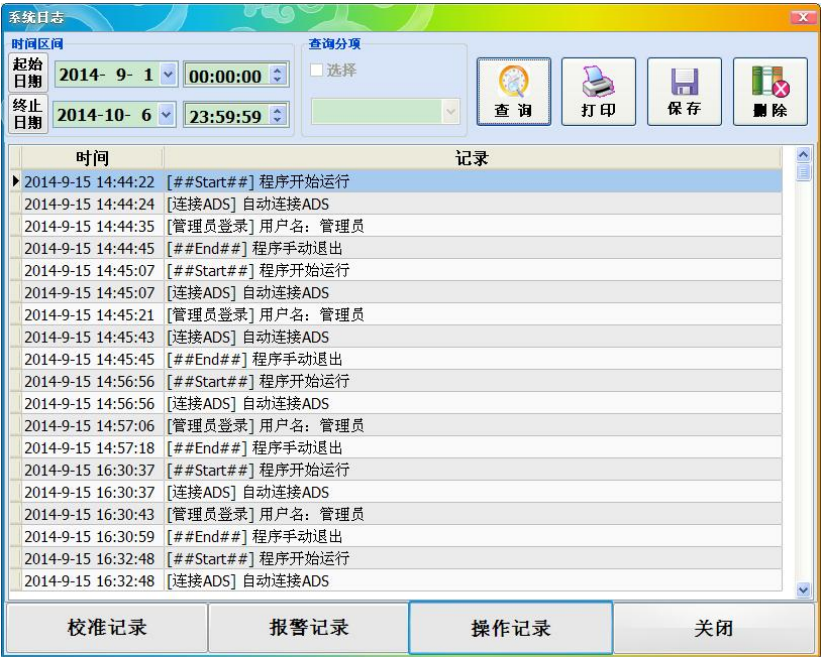 系统日志
时间区间
查询分项
起始日期
2014- 9- 1
00:00:00
选择
终止日期
2014-10- 6
23:59:59
查 询
打 印
保 存
删 除
时间 记录
2014-9-15 14:44:22 [##Start##] 程序开始运行
2014-9-15 14:44:24 [连接ADS] 自动连接ADS
2014-9-15 14:44:35 [管理员登录] 用户名：管理员
2014-9-15 14:44:45 [##End##] 程序手动退出
2014-9-15 14:45:07 [##Start##] 程序开始运行
2014-9-15 14:45:07 [连接ADS] 自动连接ADS
2014-9-15 14:45:21 [管理员登录] 用户名：管理员
2014-9-15 14:45:43 [连接ADS] 自动连接ADS
2014-9-15 14:45:45 [##End##] 程序手动退出
2014-9-15 14:56:56 [##Start##] 程序开始运行
2014-9-15 14:56:56 [连接ADS] 自动连接ADS
2014-9-15 14:57:06 [管理员登录] 用户名：管理员
2014-9-15 14:57:18 [##End##] 程序手动退出
2014-9-15 16:30:37 [##Start##] 程序开始运行
2014-9-15 16:30:37 [连接ADS] 自动连接ADS
2014-9-15 16:30:43 [管理员登录] 用户名：管理员
2014-9-15 16:30:59 [##End##] 程序手动退出
2014-9-15 16:32:48 [##Start##] 程序开始运行
2014-9-15 16:32:48 [连接ADS] 自动连接ADS
校准记录 报警记录 操作记录 关闭